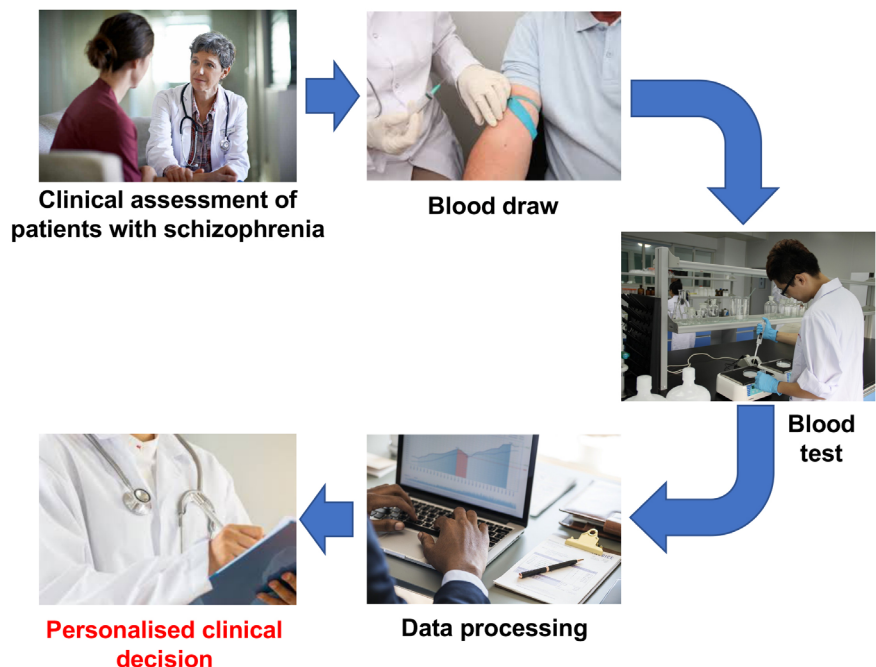 Clinical assessment of
patients with schizophrenia
Blood draw
Blood
test
Data processing
Personalised clinical
decision